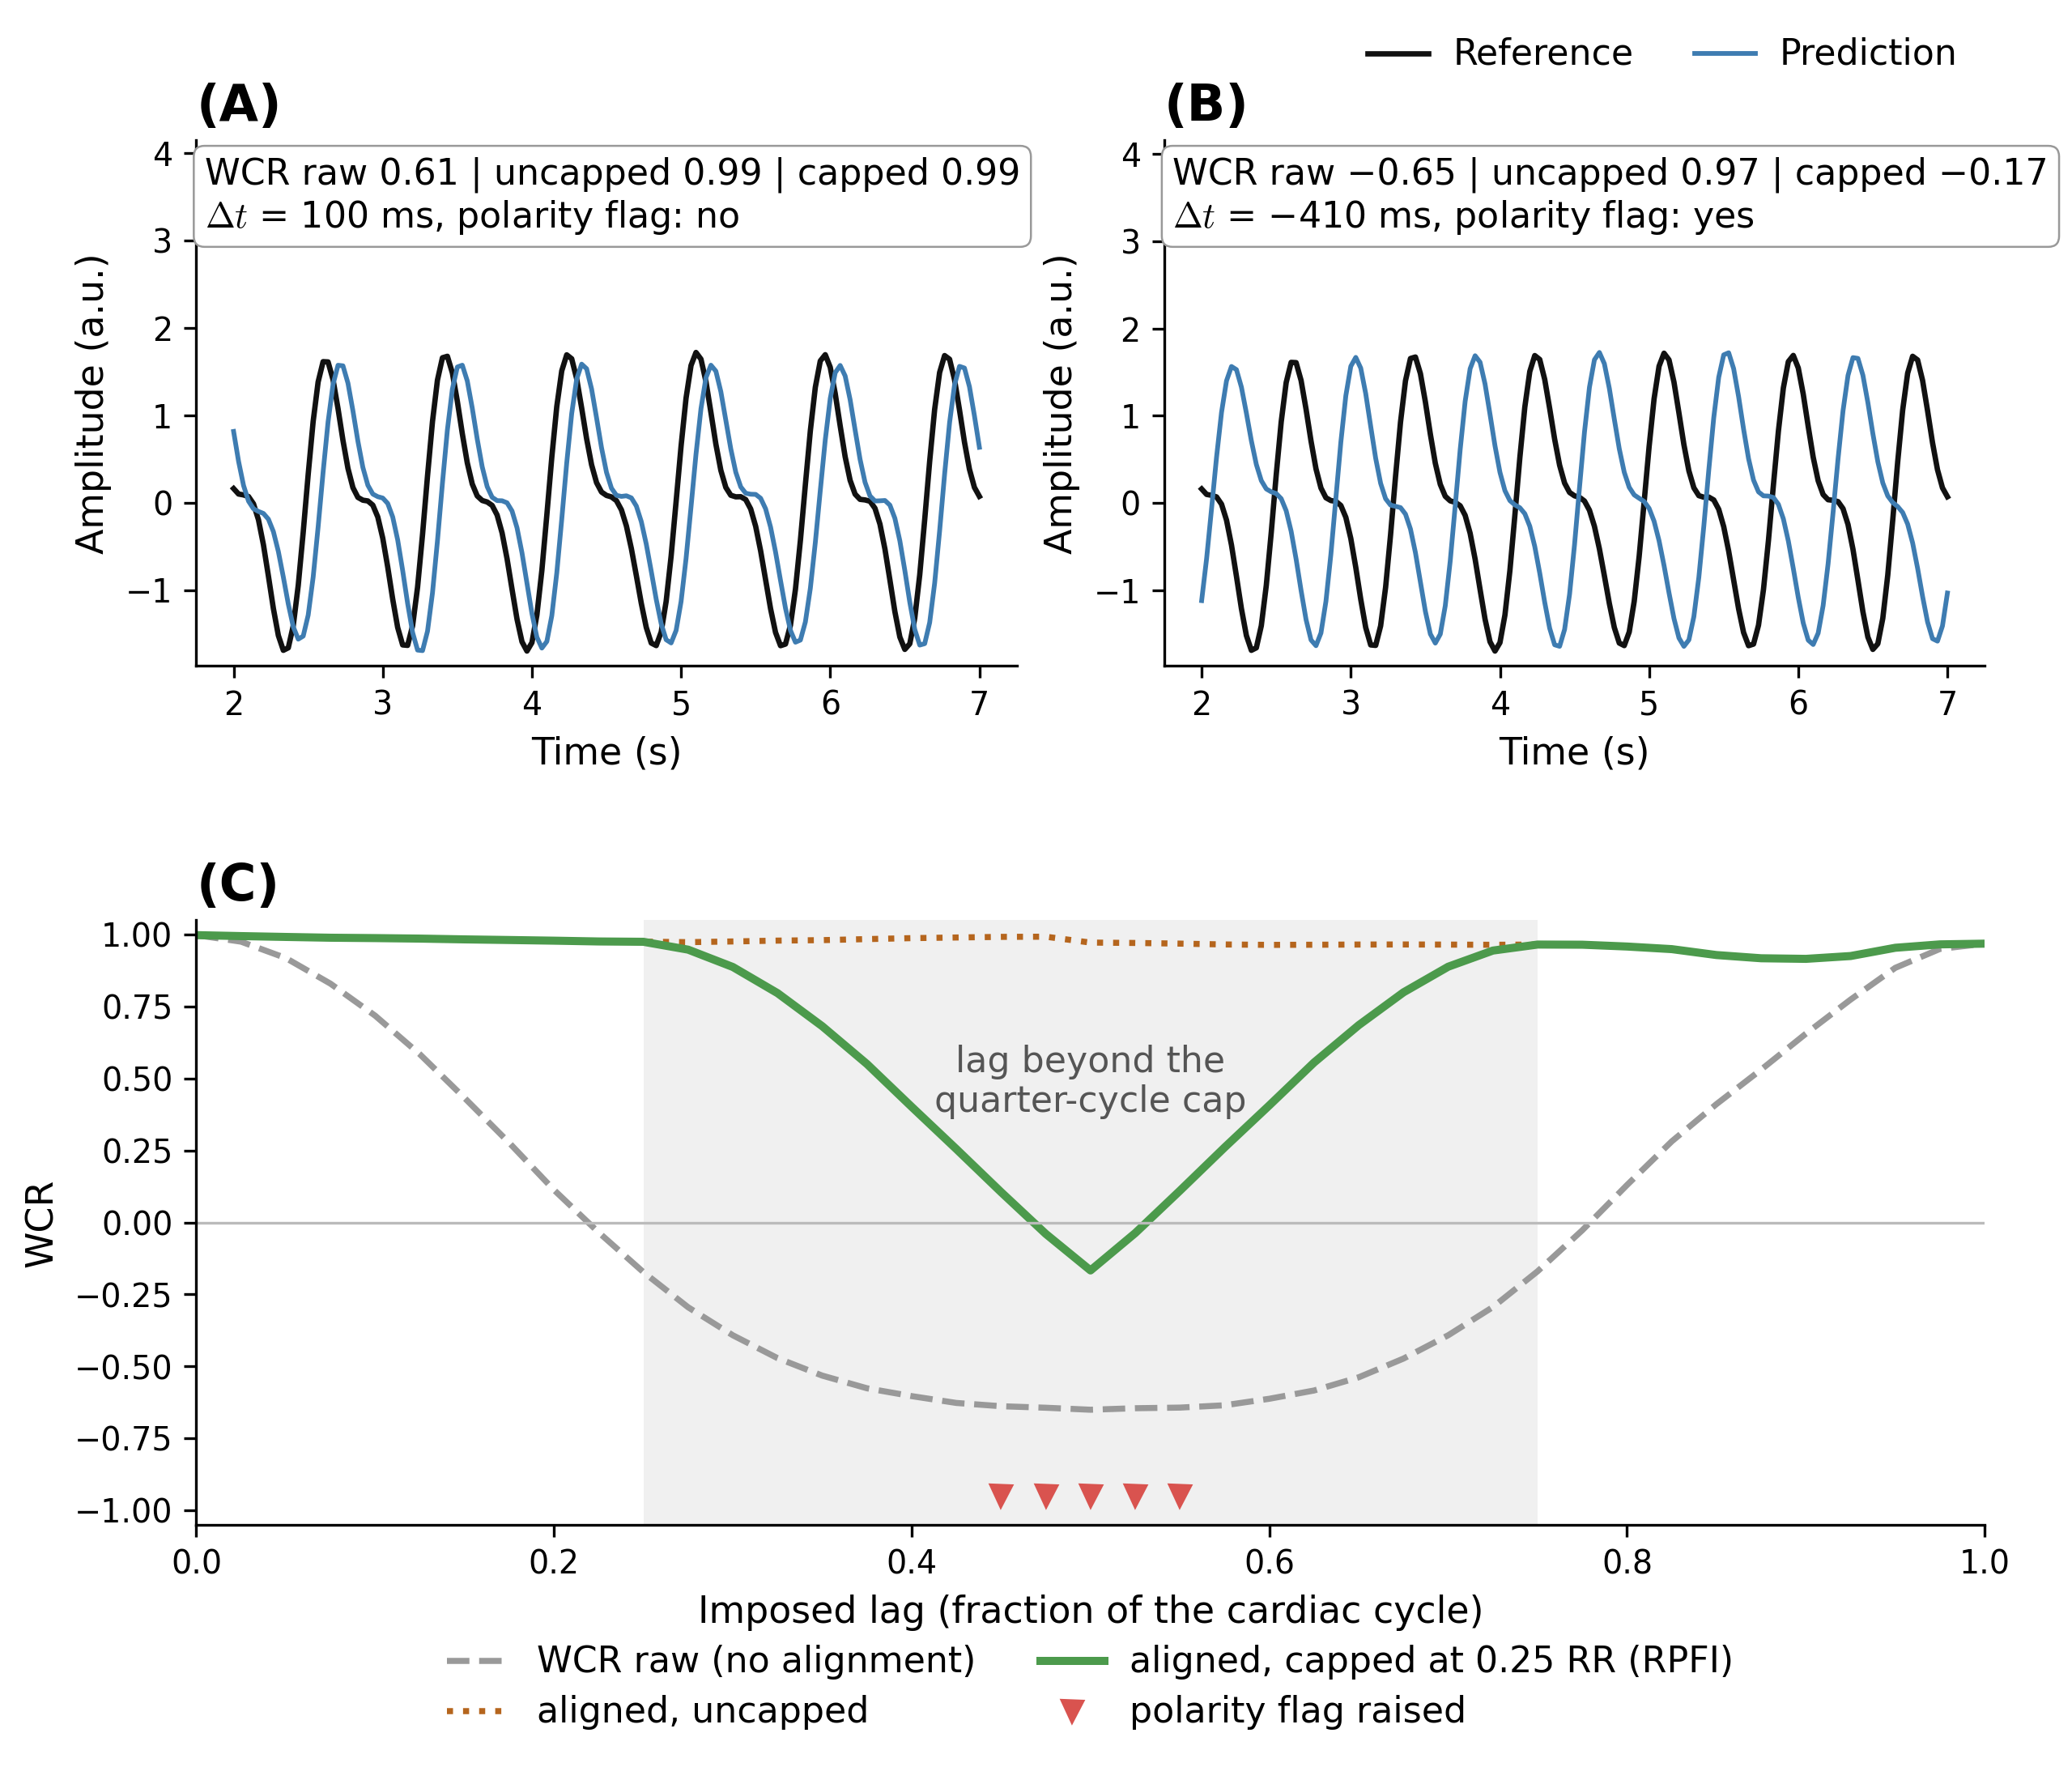 Reference Prediction
(A)
(B)
WCR raw 0.61 | uncapped 0.99 | capped 0.99
Δt = 100 ms, polarity flag: no
WCR raw −0.65 | uncapped 0.97 | capped −0.17
Δt = −410 ms, polarity flag: yes
Amplitude (a.u.)
4
3
2
1
0
−1
2 3 4 5 6 7
Time (s)
Amplitude (a.u.)
4
3
2
1
0
−1
2 3 4 5 6 7
Time (s)
(C)
WCR
1.00
0.75
0.50
0.25
0.00
−0.25
−0.50
−0.75
−1.00
lag beyond the
quarter-cycle cap
0.0 0.2 0.4 0.6 0.8 1.0
Imposed lag (fraction of the cardiac cycle)
WCR raw (no alignment)
aligned, uncapped
aligned, capped at 0.25 RR (RPFI)
polarity flag raised